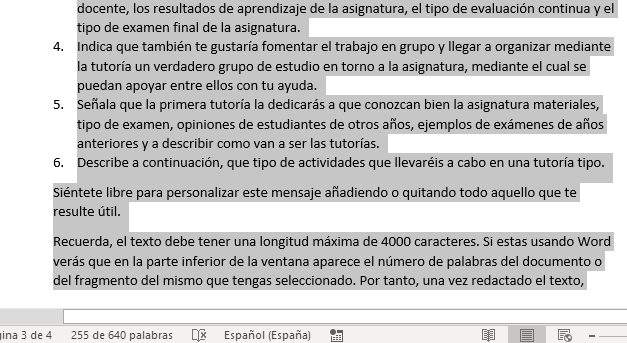 docente, los resultados de aprendizaje de la asignatura, el tipo de evaluación continua y el
tipo de examen final de la asignatura.
4. Indica que también te gustaría fomentar el trabajo en grupo y llegar a organizar mediante
la tutoría un verdadero grupo de estudio en torno a la asignatura, mediante el cual se
puedan apoyar entre ellos con tu ayuda.
5. Señala que la primera tutoría la dedicarás a que conozcan bien la asignatura materiales,
tipo de examen, opiniones de estudiantes de otros años, ejemplos de exámenes de años
anteriores y a describir como van a ser las tutorías.
6. Describe a continuación, que tipo de actividades que llevaréis a cabo en una tutoría tipo.
Siéntete libre para personalizar este mensaje añadiendo o quitando todo aquello que te
resulte útil.
Recuerda, el texto debe tener una longitud máxima de 4000 caracteres. Si estas usando Word
verás que en la parte inferior de la ventana aparece el número de palabras del documento o
del fragmento del mismo que tengas seleccionado. Por tanto, una vez redactado el texto,
gina 3 de 4 255 de 640 palabras Español (España)